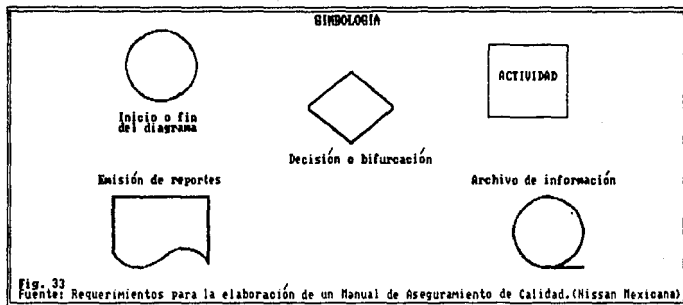 SIMBOLOGIA
ACTIVIDAD
Inicio o fin
del diagrama
Decisión o bifurcación
Emisión de reportes
Archivo de información
Fig. 33
Fuente: Requerimientos para la elaboración de un Manual de Aseguramiento de Calidad.(Nissan Mexicana)